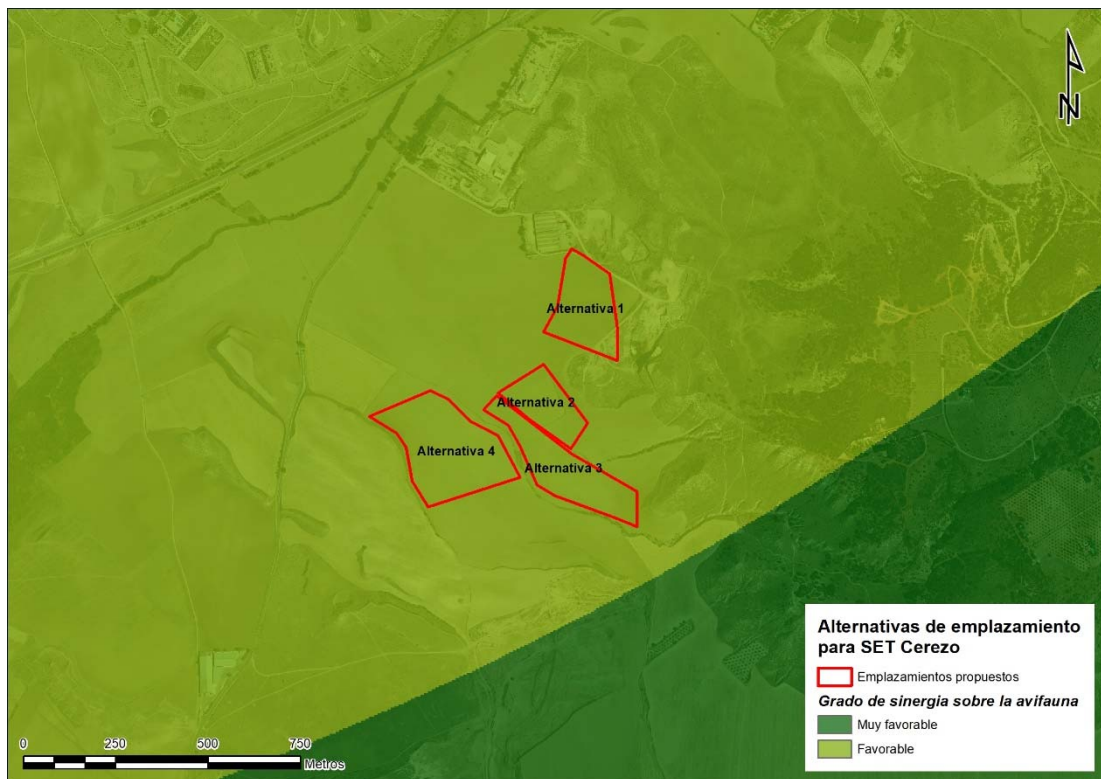 N
Alternativa 1
Alternativa 2
Alternativa 4
Alternativa 3
Alternativas de emplazamiento
para SET Cerezo
Emplazamientos propuestos
Grado de sinergia sobre la avifauna
Muy favorable
Favorable
0 250 500 750
Metros